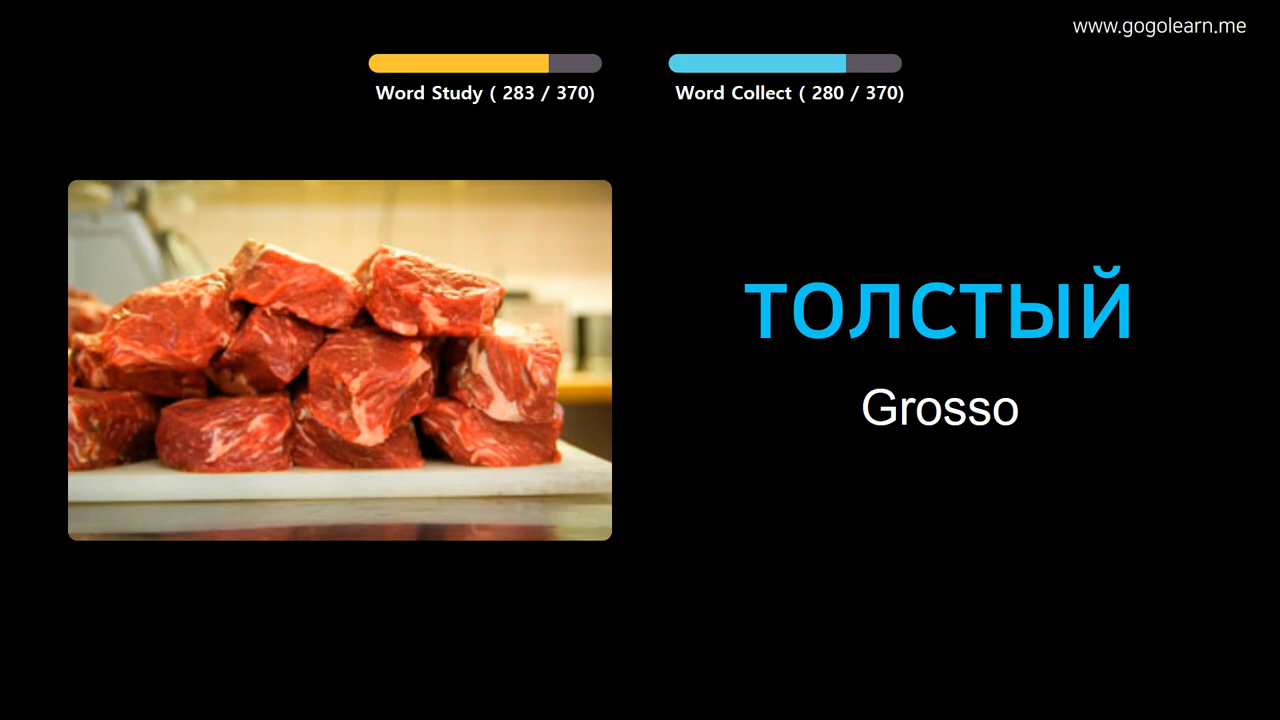 www.gogolearn.me
Word Study ( 283 / 370)
Word Collect ( 280 / 370)
толстый
Grosso